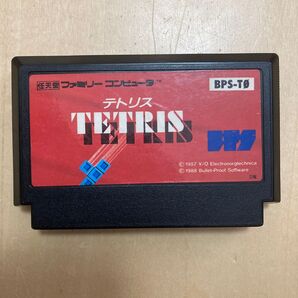 任天堂 ファミリーコンピュータ™
BPS-TØ
テトリス
TETRIS
BPS
© 1987 V/O Electronorgtechnica
© 1988 Bullet-Proof Software